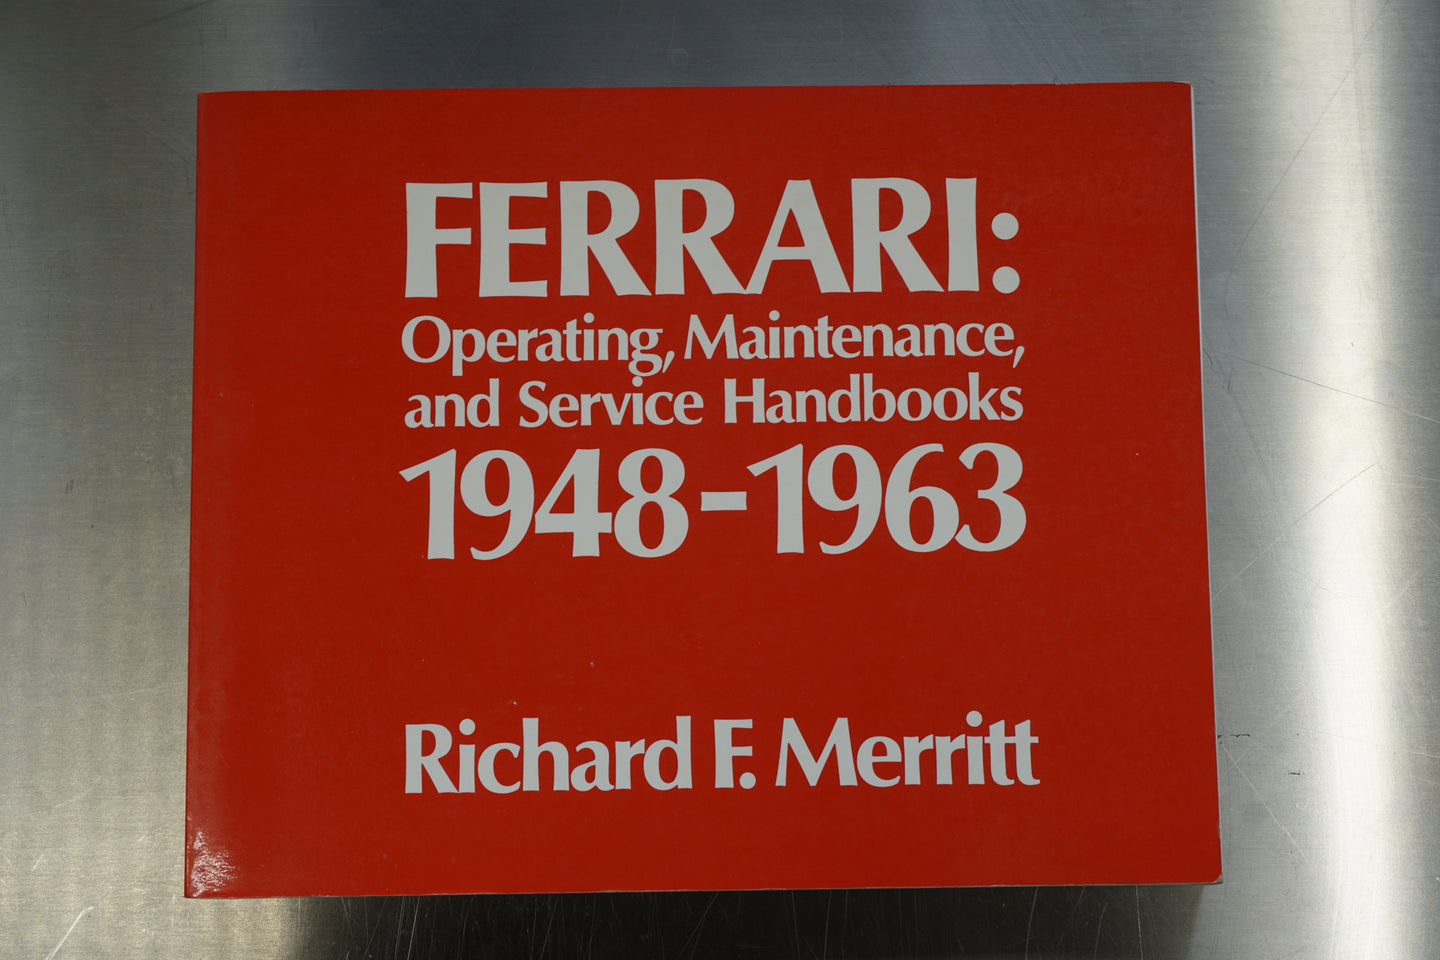 FERRARI:
Operating, Maintenance,
and Service Handbooks
1948-1963
Richard F. Merritt